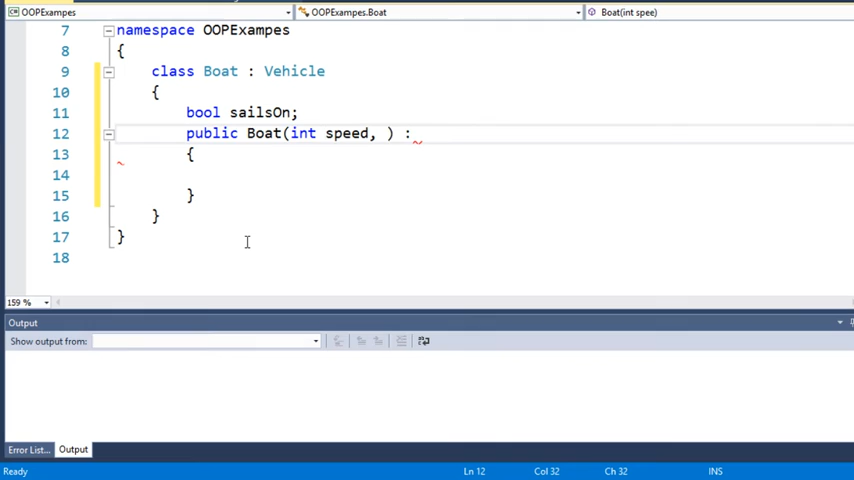 OOPExampes OOPExampes.Boat Boat(int spee)
7 namespace OOPExampes
8 {
9 class Boat : Vehicle
10 {
11 bool sailsOn;
12 public Boat(int speed, ) :
13 {
14
15 }
16 }
17 }
18
159 %
Output
Show output from:
Error List... Output
Ready Ln 12 Col 32 Ch 32 INS